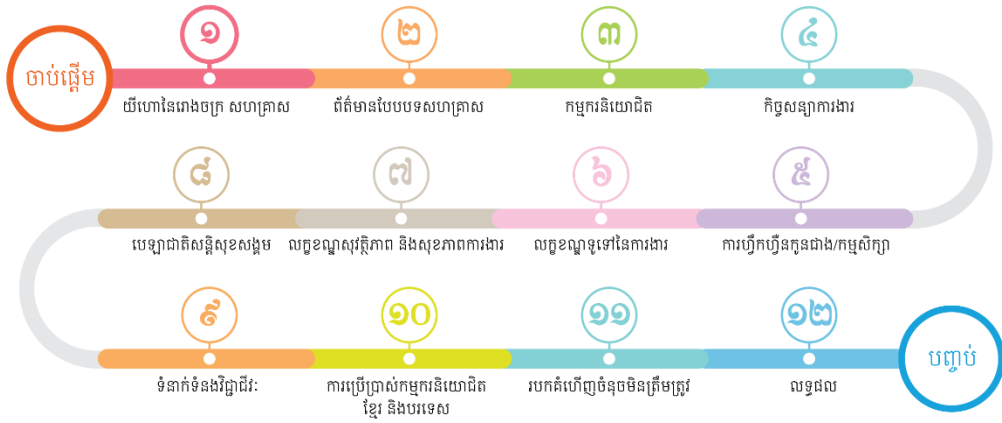 ចាប់ផ្តើម
១
យីហោនៃរោងចក្រ សហគ្រាស
២
ព័ត៌មានបែបបទសហគ្រាស
៣
កម្មករនិយោជិត
៤
កិច្ចសន្យាការងារ
៥
ការហ្វឹកហ្វឺនកូនជាង/កម្មសិក្សា
៦
លក្ខខណ្ឌទូទៅនៃការងារ
៧
លក្ខខណ្ឌសុវត្ថិភាព និងសុខភាពការងារ
៨
បេឡាជាតិសន្តិសុខសង្គម
៩
ទំនាក់ទំនងវិជ្ជាជីវៈ
១០
ការប្រើប្រាស់កម្មករនិយោជិត
ខ្មែរ និងបរទេស
១១
របកគំហើញចំនុចមិនត្រឹមត្រូវ
១២
លទ្ធផល
បញ្ចប់